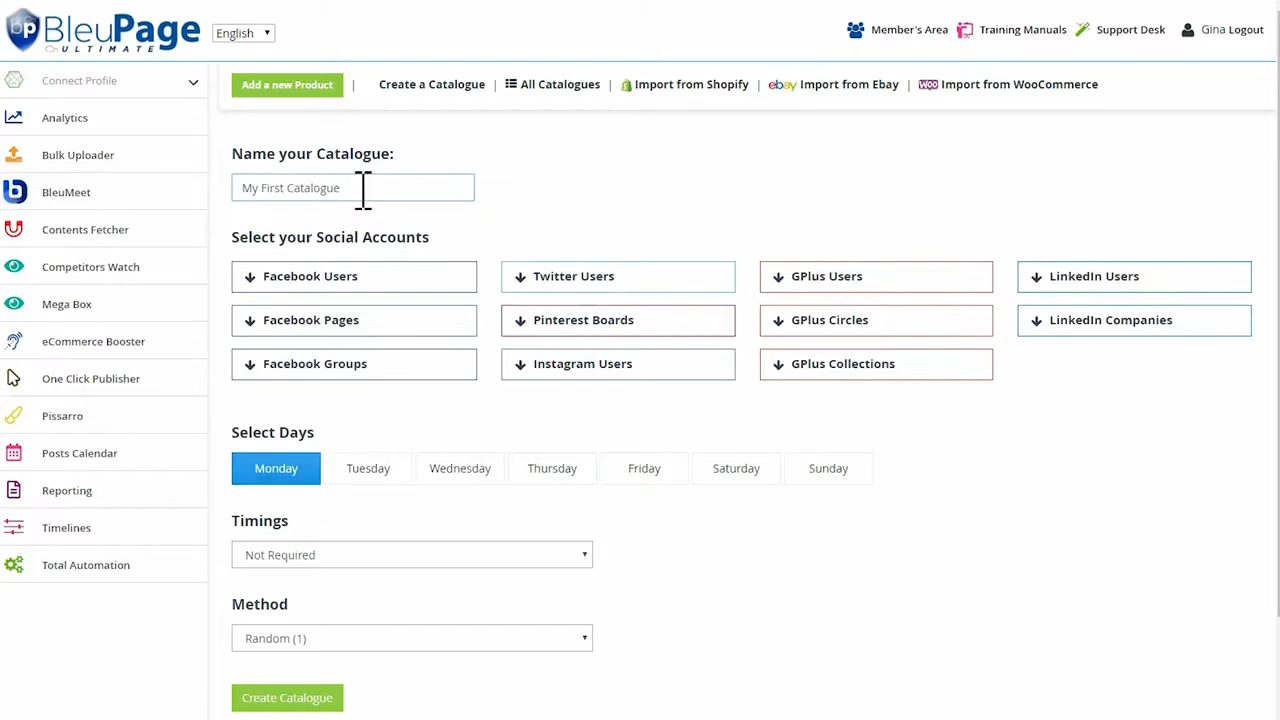 bp BleuPage
ULTIMATE
English
Member's Area
Training Manuals
Support Desk
Gina Logout
Connect Profile
Analytics
Bulk Uploader
BleuMeet
Contents Fetcher
Competitors Watch
Mega Box
eCommerce Booster
One Click Publisher
Pissarro
Posts Calendar
Reporting
Timelines
Total Automation
Add a new Product | Create a Catalogue | All Catalogues | Import from Shopify | ebay Import from Ebay | WOO Import from WooCommerce
Name your Catalogue:
My First Catalogue
Select your Social Accounts
Facebook Users
Twitter Users
GPlus Users
LinkedIn Users
Facebook Pages
Pinterest Boards
GPlus Circles
LinkedIn Companies
Facebook Groups
Instagram Users
GPlus Collections
Select Days
Monday
Tuesday
Wednesday
Thursday
Friday
Saturday
Sunday
Timings
Not Required
Method
Random (1)
Create Catalogue